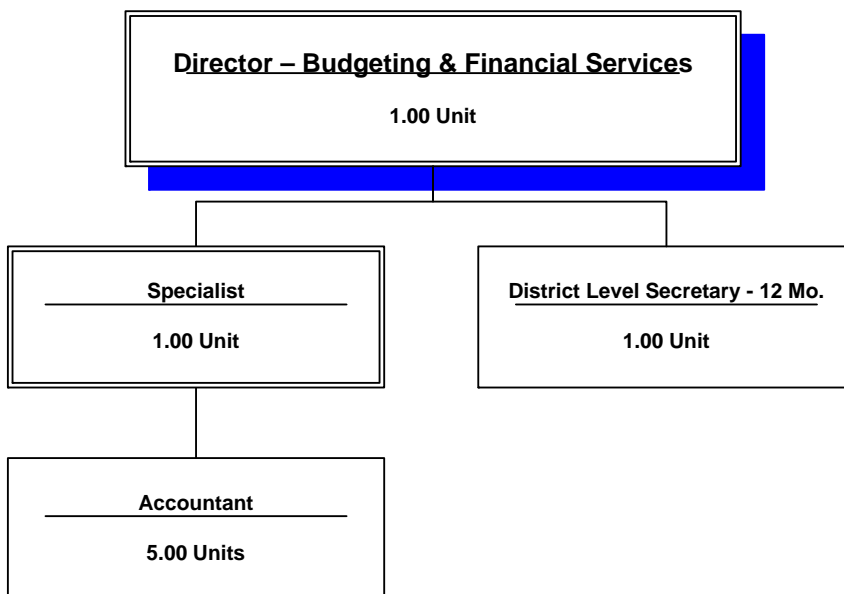 Director – Budgeting & Financial Services
1.00 Unit
Specialist
1.00 Unit
District Level Secretary - 12 Mo.
1.00 Unit
Accountant
5.00 Units